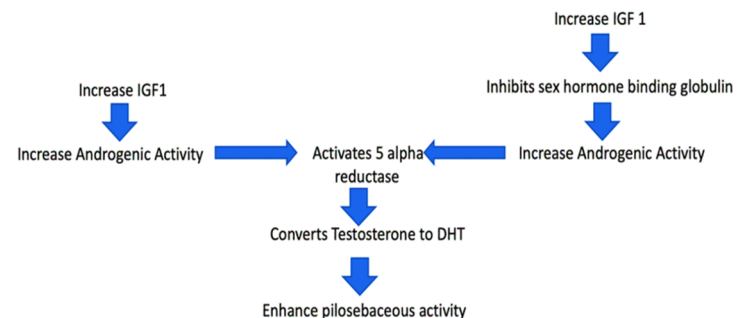 Increase IGF 1
Inhibits sex hormone binding globulin
Increase IGF1
Increase Androgenic Activity
Activates 5 alpha
reductase
Increase Androgenic Activity
Converts Testosterone to DHT
Enhance pilosebaceous activity